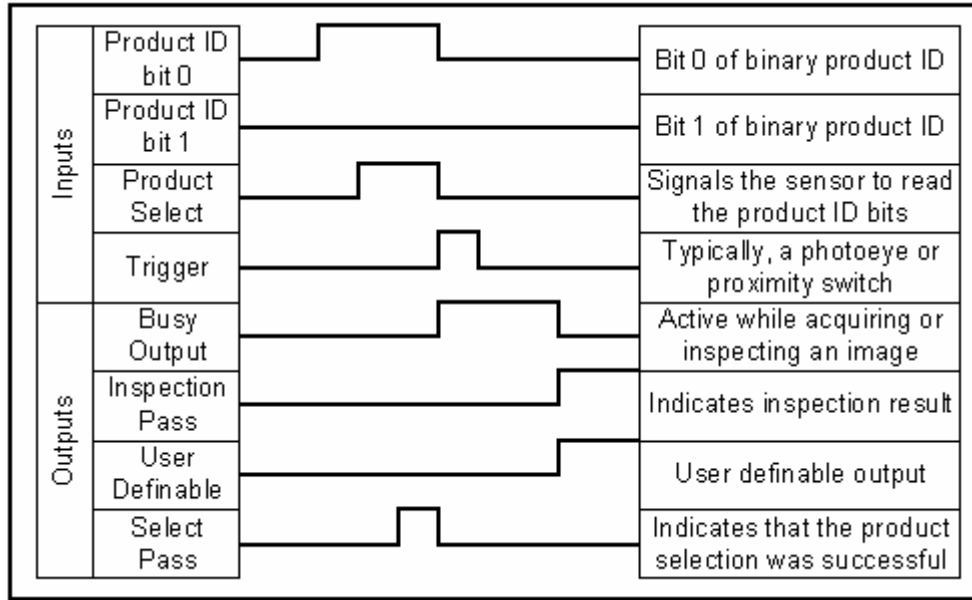 Inputs
Product ID
bit 0
Bit 0 of binary product ID
Product ID
bit 1
Bit 1 of binary product ID
Product
Select
Signals the sensor to read
the product ID bits
Trigger
Typically, a photoeye or
proximity switch
Outputs
Busy
Output
Active while acquiring or
inspecting an image
Inspection
Pass
Indicates inspection result
User
Definable
User definable output
Select
Pass
Indicates that the product
selection was successful